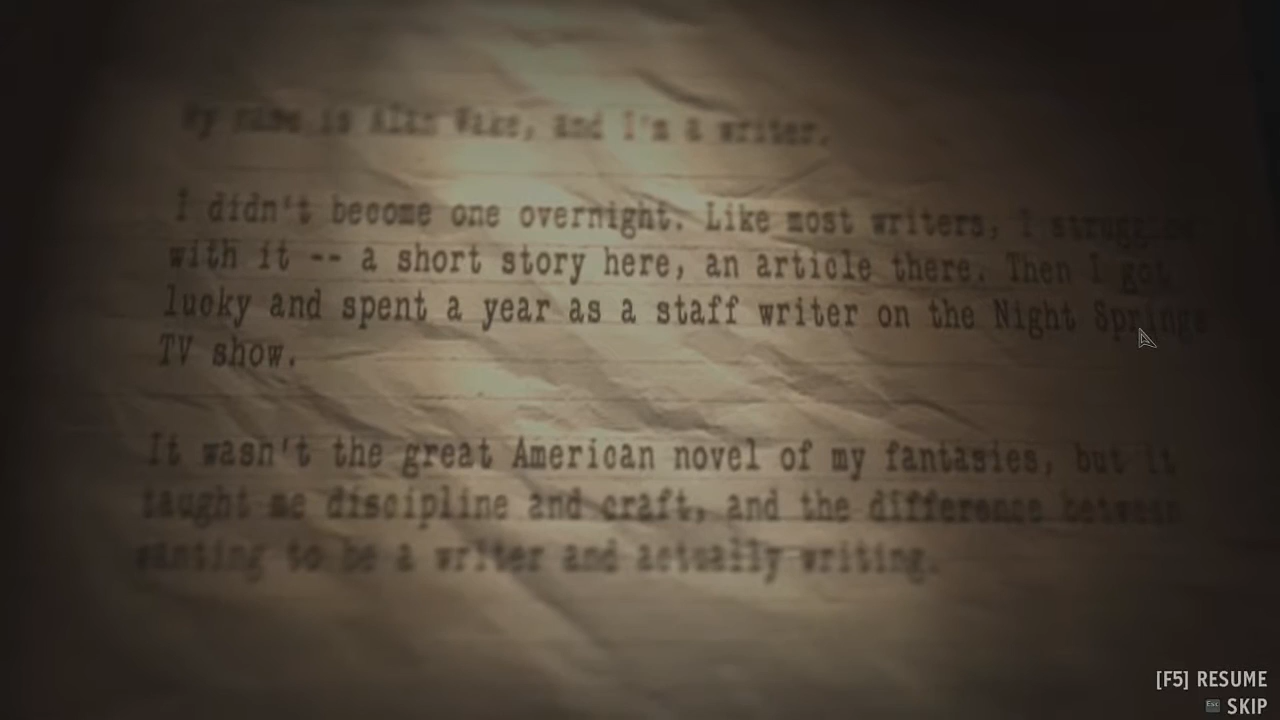 My name is Alan Wake, and I'm a writer.
I didn't become one overnight. Like most writers, I struggled
with it -- a short story here, an article there. Then I got
lucky and spent a year as a staff writer on the Night Springs
TV show.
It wasn't the great American novel of my fantasies, but it
taught me discipline and craft, and the difference between
wanting to be a writer and actually writing.
[F5] RESUME
Esc SKIP